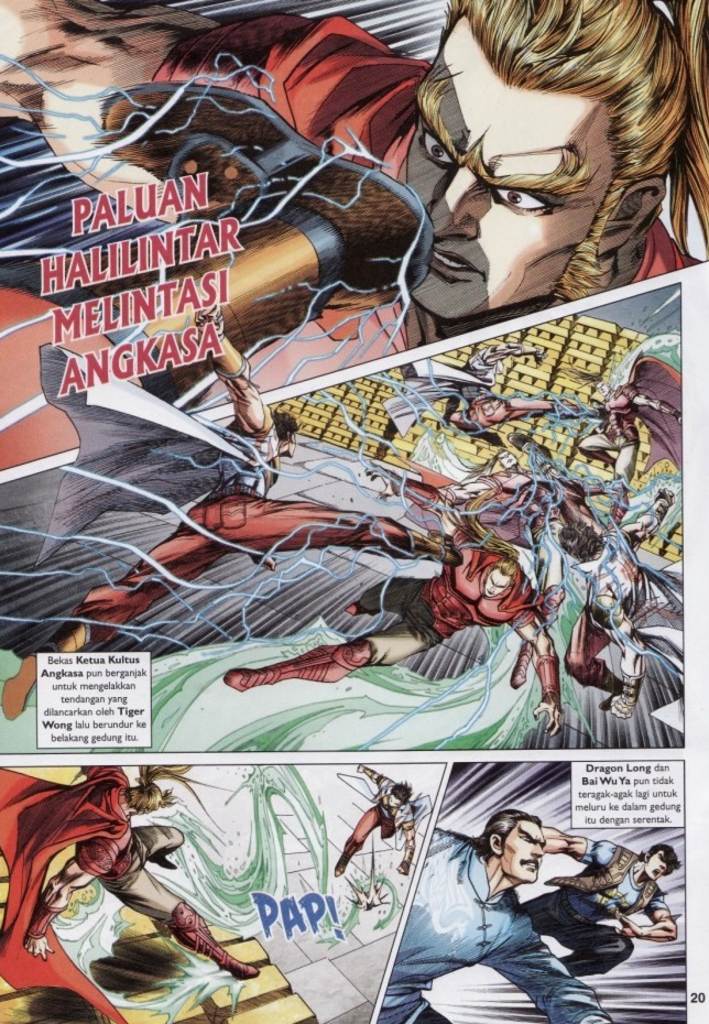 PALUAN
HALILINTAR
MELINTASI
ANGKASA
Bekas Ketua Kultus
Angkasa pun berganjak
untuk mengelakkan
tendangan yang
dilancarkan oleh Tiger
Wong lalu berundur ke
belakang gedung itu.
PAP!
Dragon Long dan
Bai Wu Ya pun tidak
teragak-agak lagi untuk
meluru ke dalam gedung
itu dengan serentak.
20